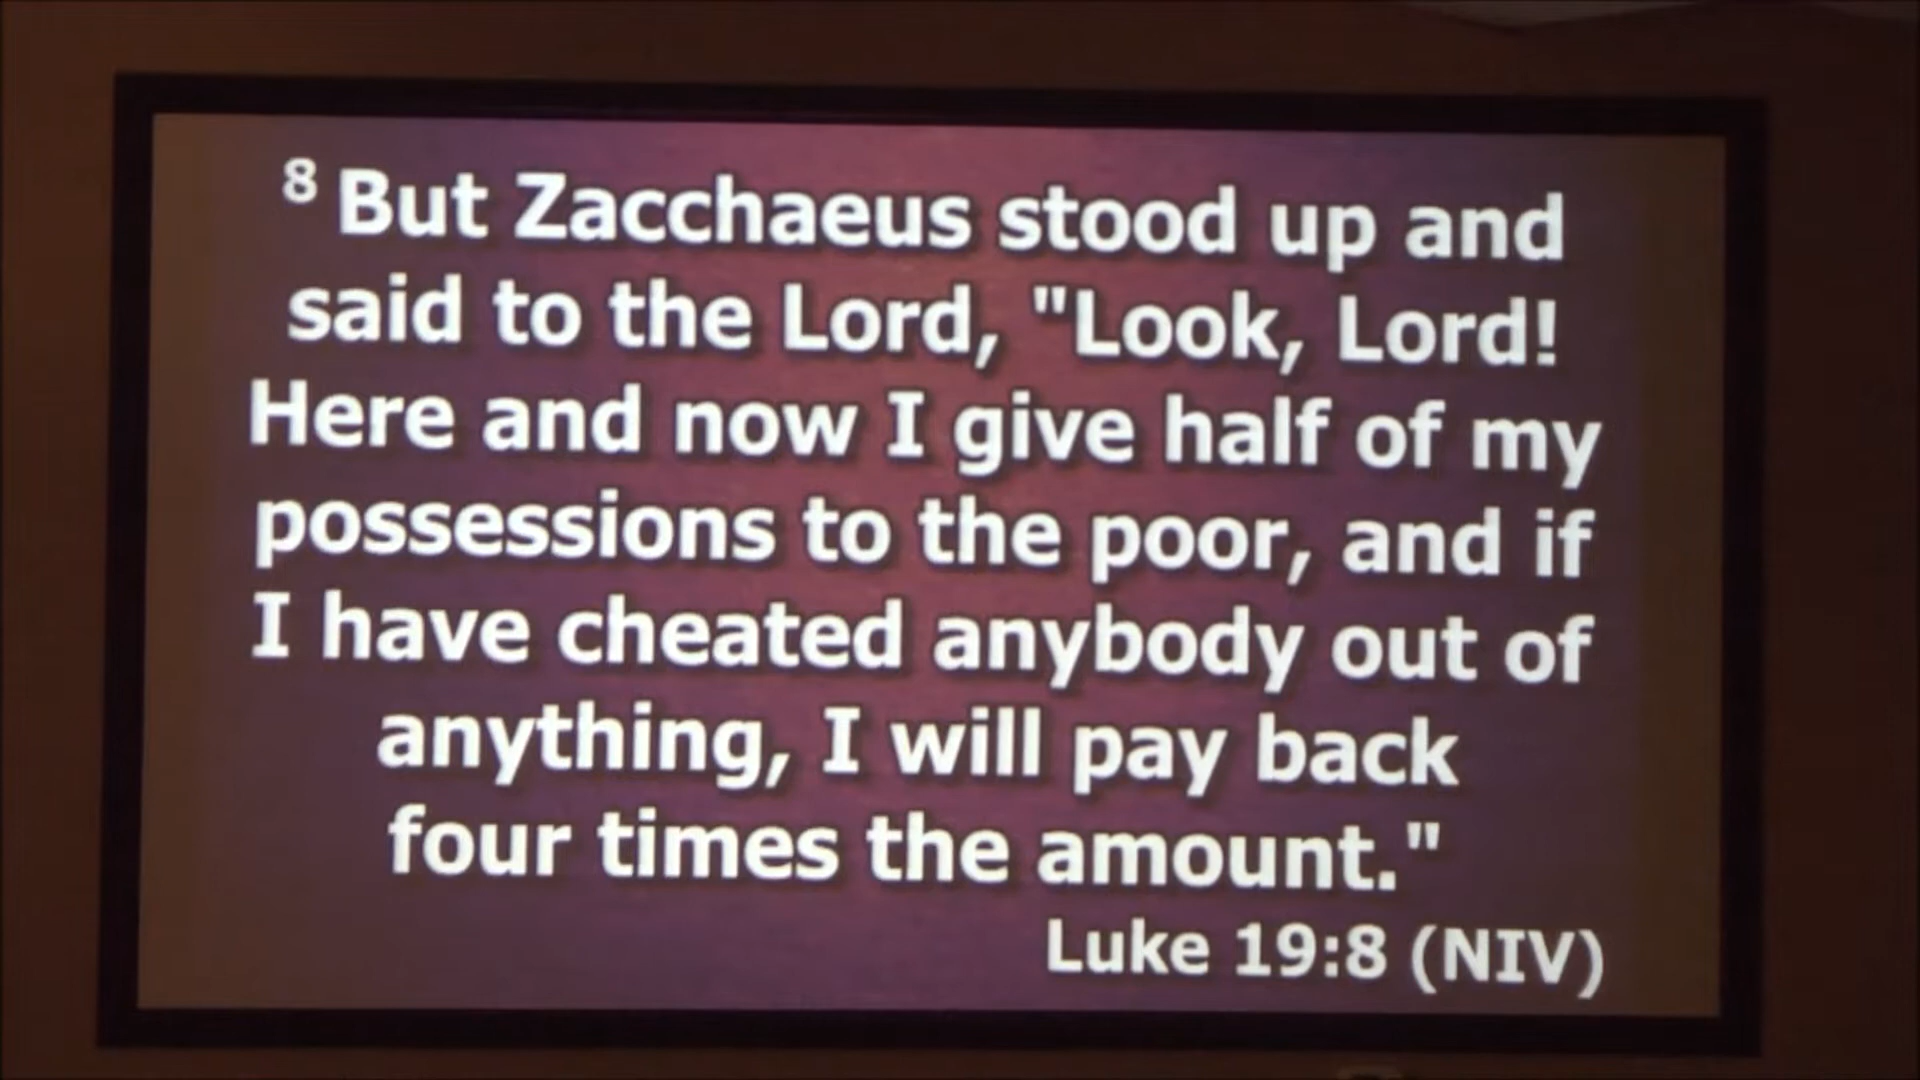 8 But Zacchaeus stood up and
said to the Lord, "Look, Lord!
Here and now I give half of my
possessions to the poor, and if
I have cheated anybody out of
anything, I will pay back
four times the amount."
Luke 19:8 (NIV)